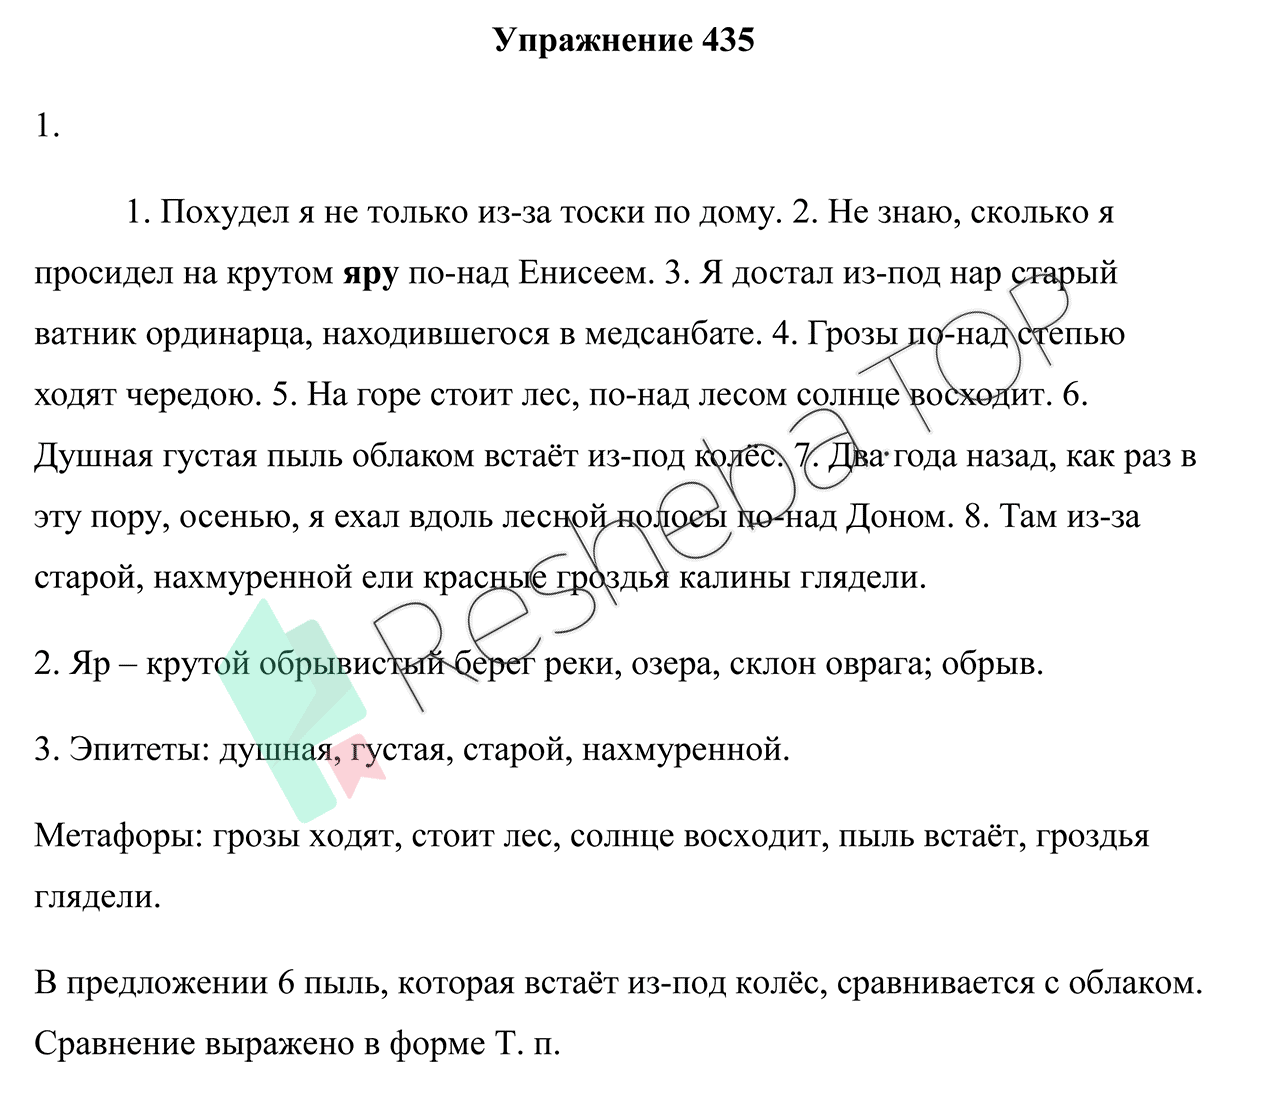 Упражнение 435
1.
1. Похудел я не только из-за тоски по дому. 2. Не знаю, сколько я
просидел на крутом яру по-над Енисеем. 3. Я достал из-под нар старый
ватник ординарца, находившегося в медсанбате. 4. Грозы по-над степью
ходят чередою. 5. На горе стоит лес, по-над лесом солнце восходит. 6.
Душная густая пыль облаком встаёт из-под колёс. 7. Два года назад, как раз в
эту пору, осенью, я ехал вдоль лесной полосы по-над Доном. 8. Там из-за
старой, нахмуренной ели красные гроздья калины глядели.
2. Яр – крутой обрывистый берег реки, озера, склон оврага; обрыв.
3. Эпитеты: душная, густая, старой, нахмуренной.
Метафоры: грозы ходят, стоит лес, солнце восходит, пыль встаёт, гроздья
глядели.
В предложении 6 пыль, которая встаёт из-под колёс, сравнивается с облаком.
Сравнение выражено в форме Т. п.
Resheba TOP